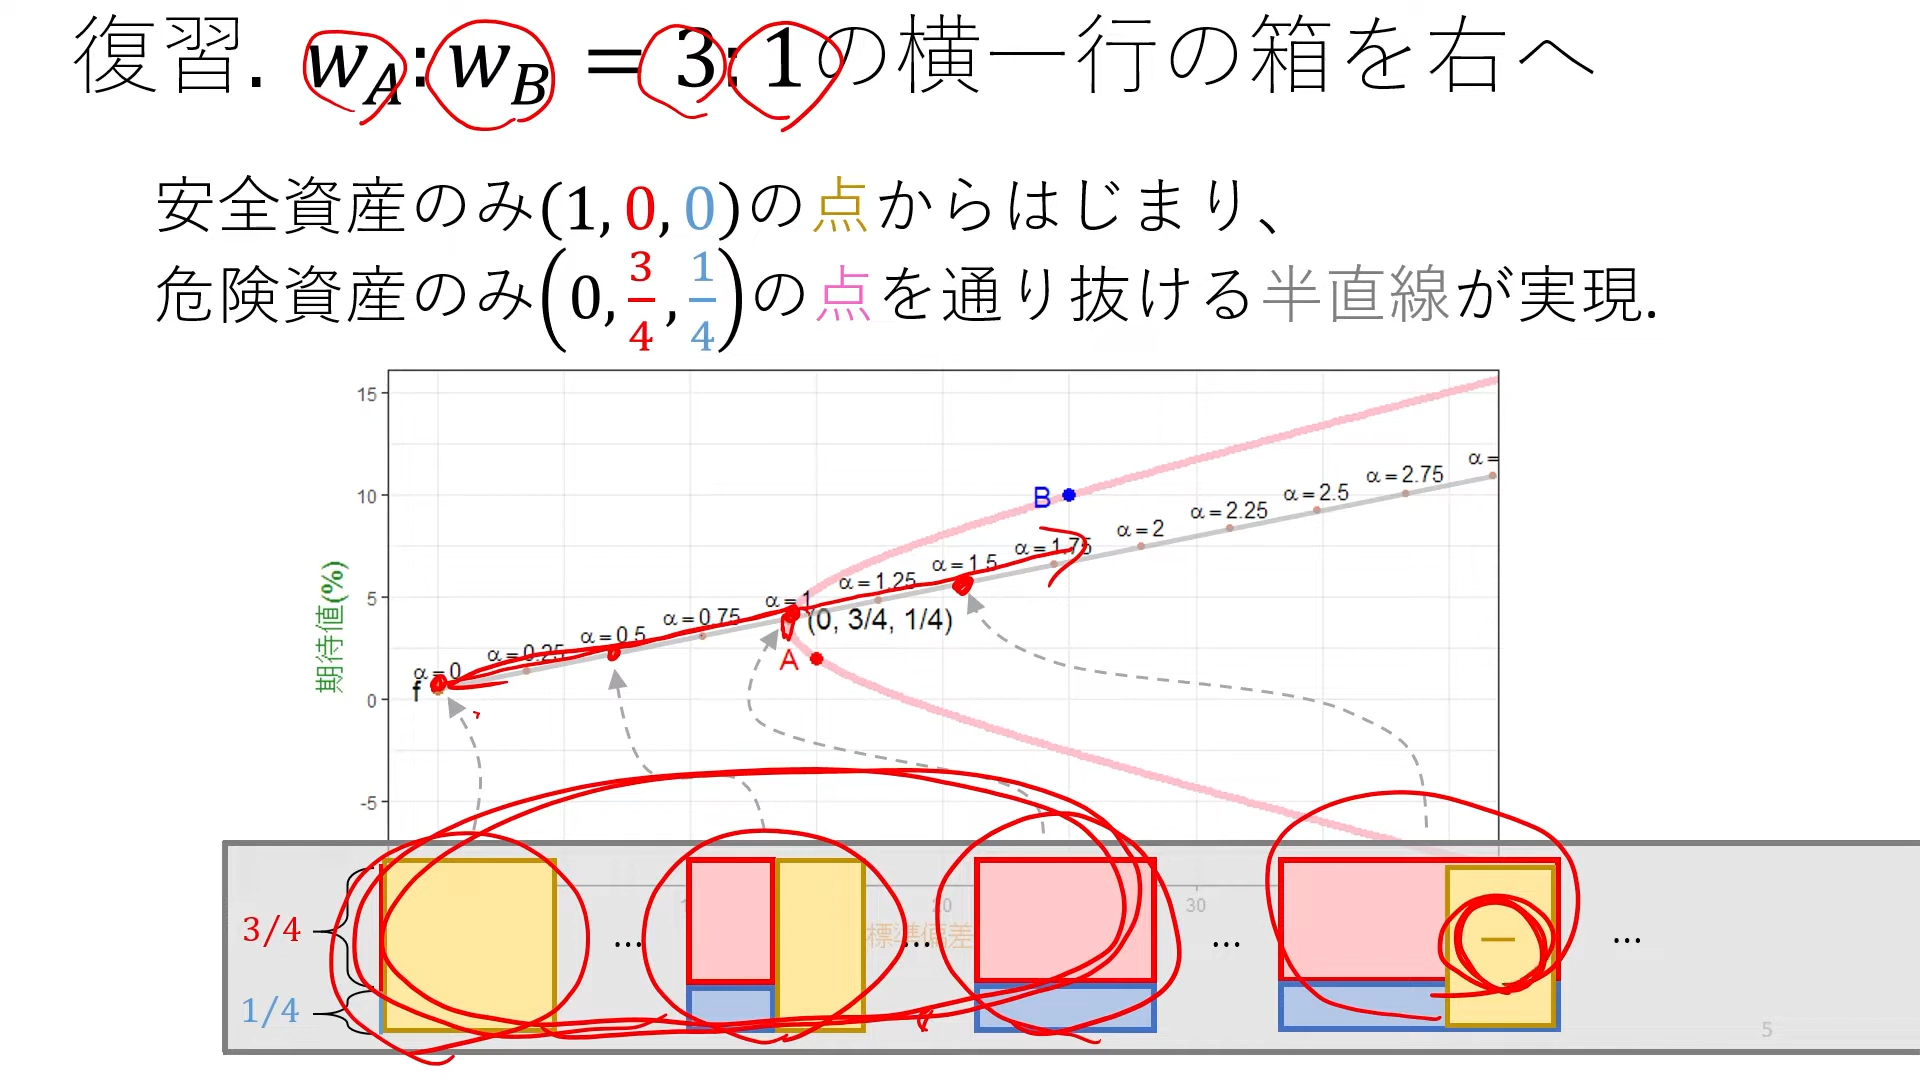 復習. w_A:w_B = 3:1の横一行の箱を右へ
安全資産のみ(1, 0, 0)の点からはじまり、
危険資産のみ(0, 3/4, 1/4)の点を通り抜ける半直線が実現.
15
10
5
0
-5
期待値(%)
α=
α=2.75
α=2.5
α=2.25
α=2
α=1.75
α=1.5
α=1.25
α=1
α=0.75
α=0.5
α=0.25
α=0
f
B
(0, 3/4, 1/4)
A
20
30
標準偏差
3/4
… … … …
1/4
5